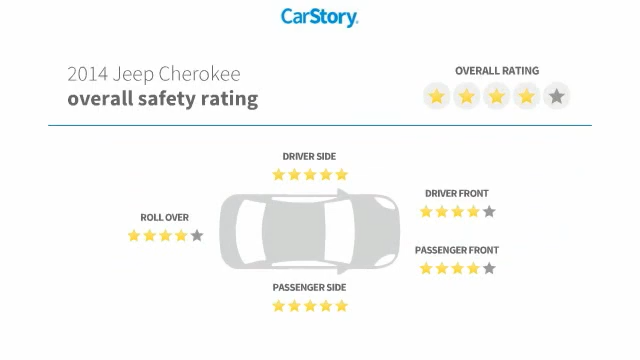 CarStory.
2014 Jeep Cherokee
overall safety rating
OVERALL RATING
DRIVER SIDE
DRIVER FRONT
ROLL OVER
PASSENGER FRONT
PASSENGER SIDE